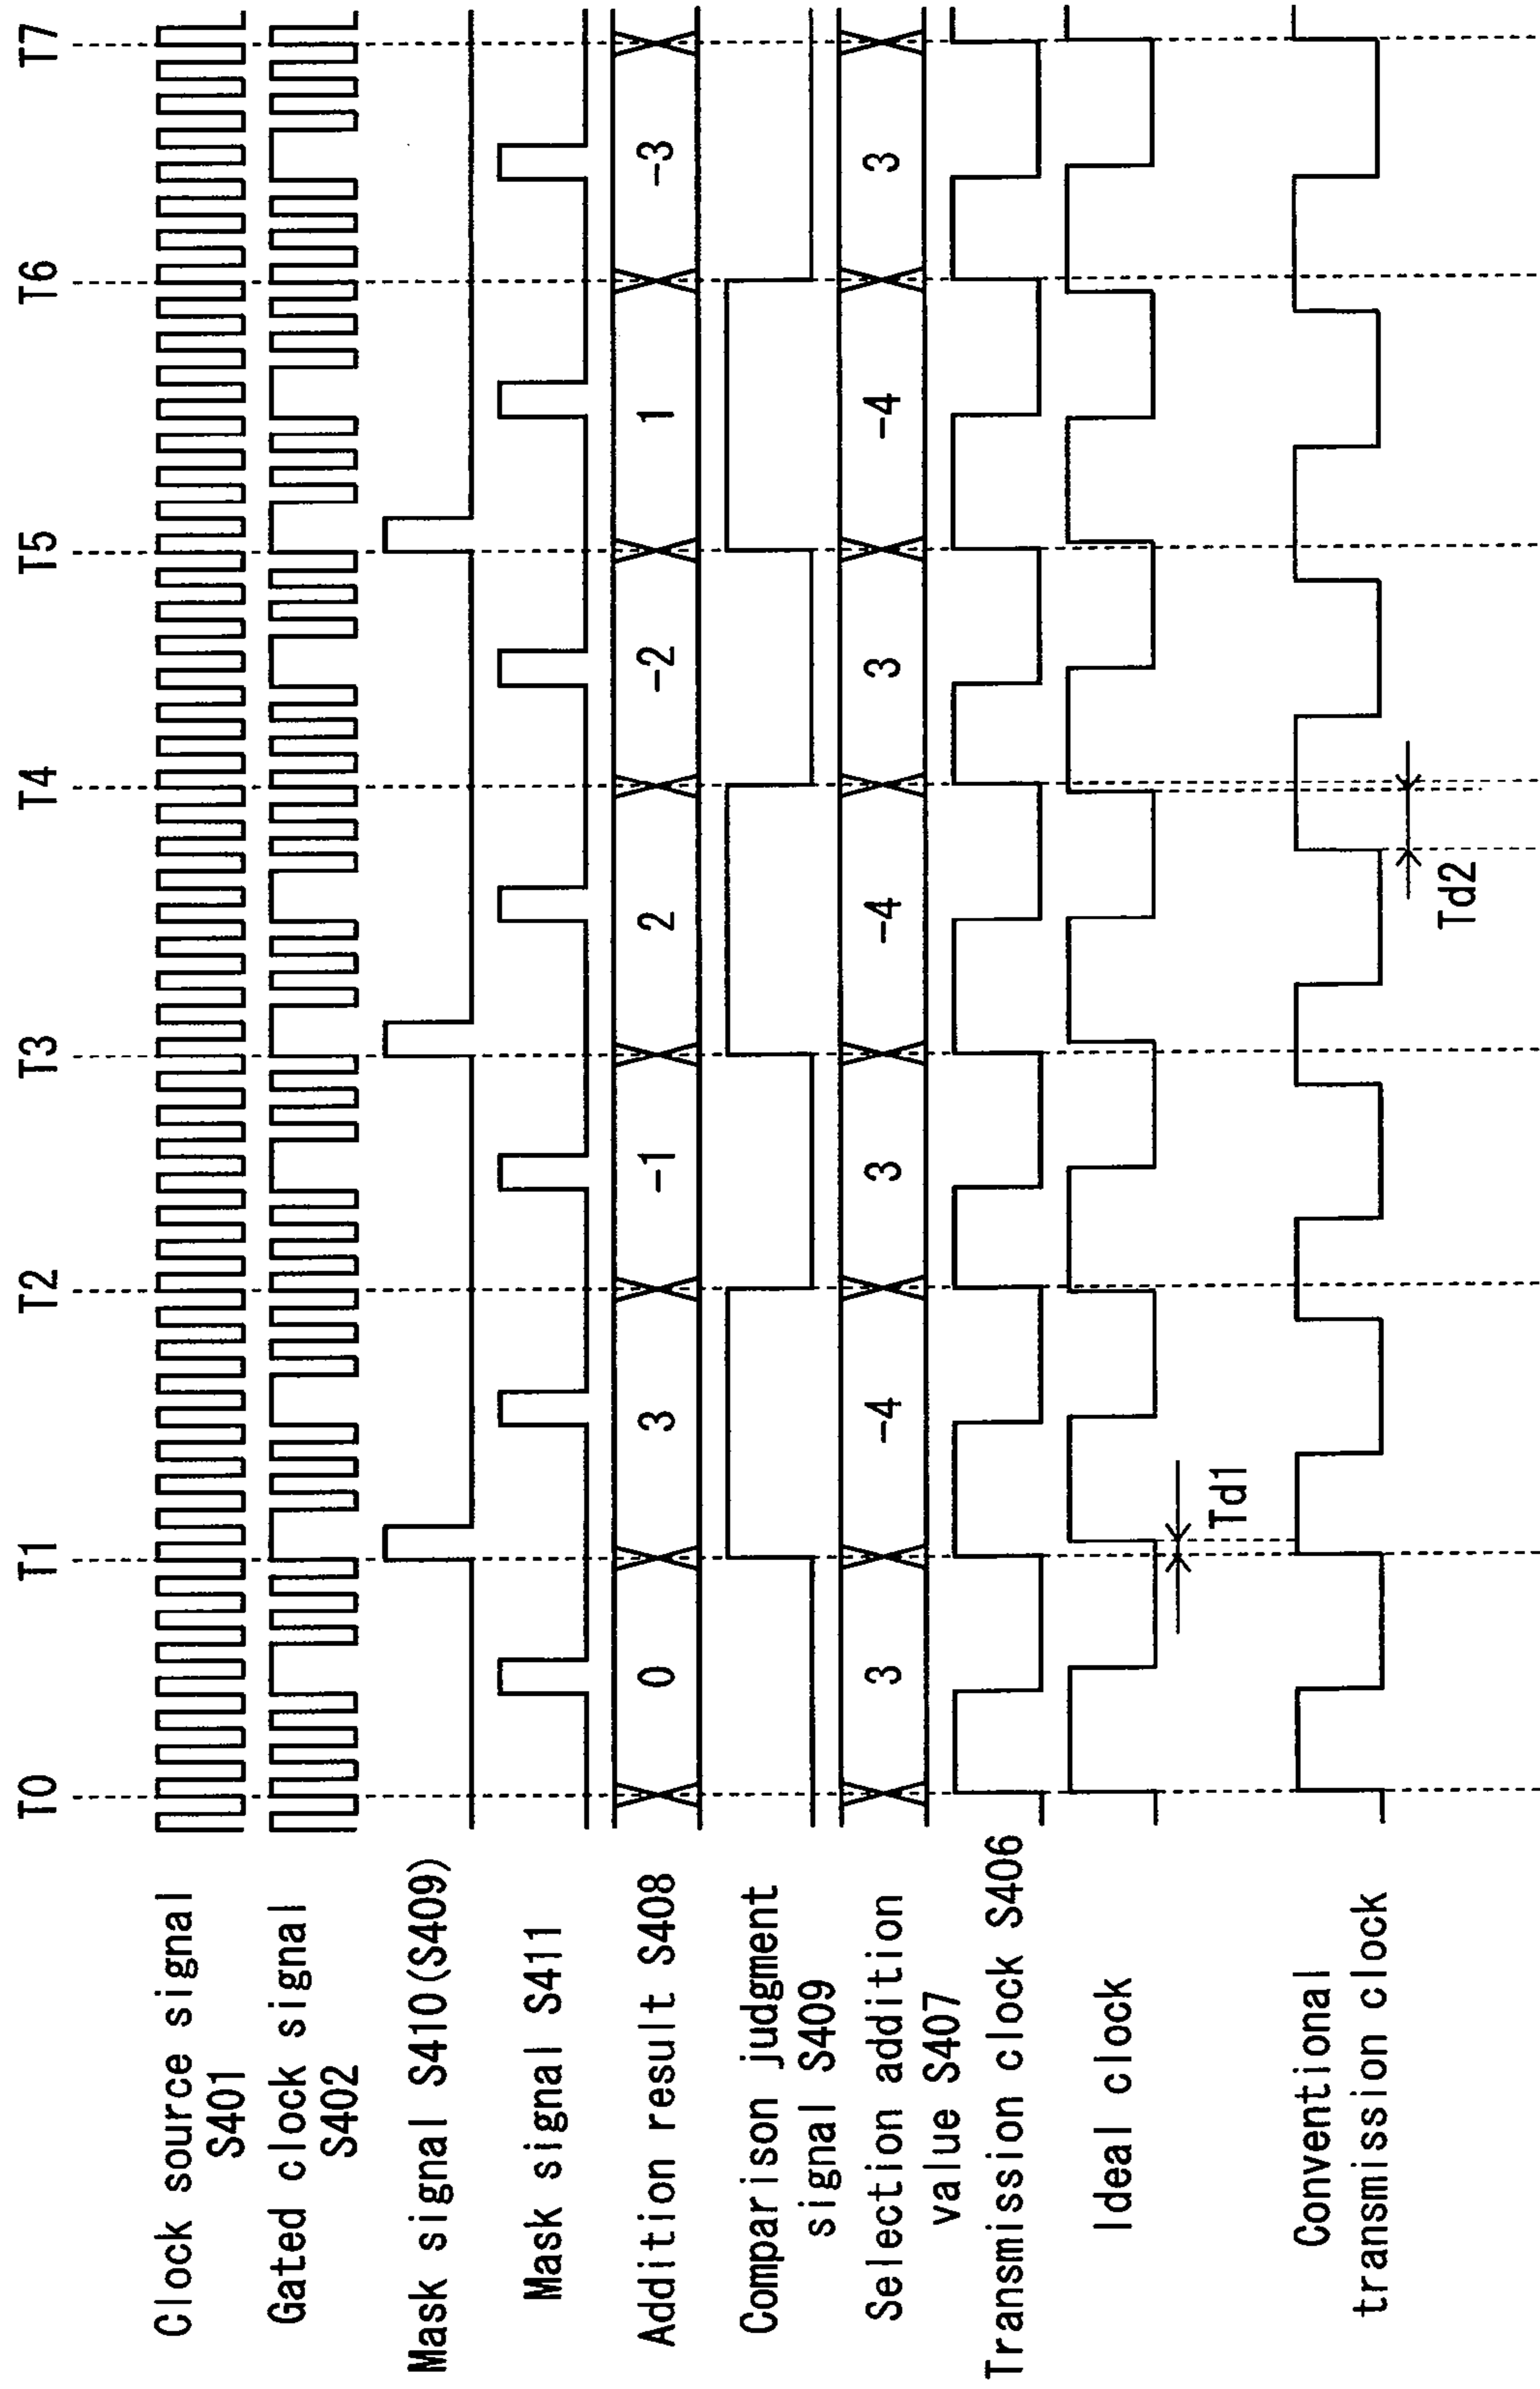 T0 T1 T2 T3 T4 T5 T6 T7
Clock source signal
S401
Gated clock signal
S402
Mask signal S410(S409)
Mask signal S411
Addition result S408
0 3 -1 2 -2 1 -3
Comparison judgment
signal S409
Selection addition
value S407
3 -4 3 -4 3 -4 3
Transmission clock S406
Ideal clock
Td1
Conventional
transmission clock
Td2